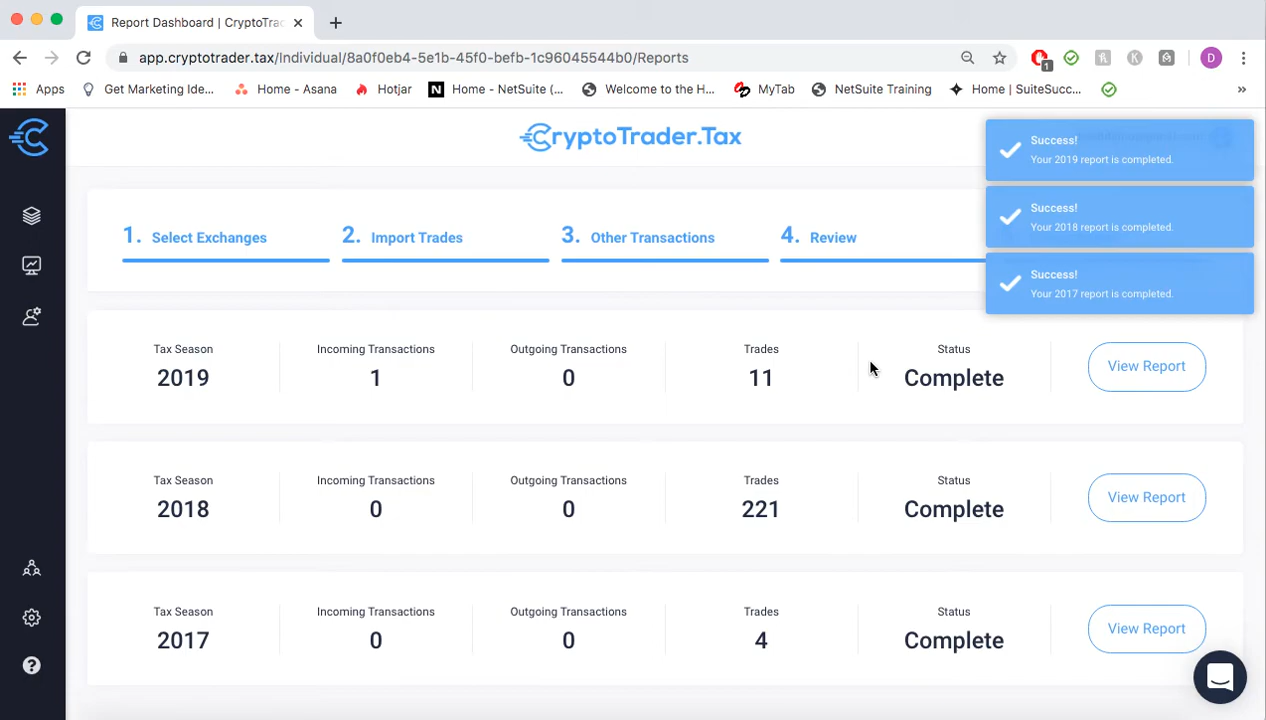 Report Dashboard | CryptoTrac
app.cryptotrader.tax/Individual/8a0f0eb4-5e1b-45f0-befb-1c96045544b0/Reports
1
D
Apps
Get Marketing Ide...
Home - Asana
Hotjar
N
Home - NetSuite (...
Welcome to the H...
MyTab
NetSuite Training
Home | SuiteSucc...
»
CryptoTrader.Tax
Success!
Your 2019 report is completed.
Success!
Your 2018 report is completed.
Success!
Your 2017 report is completed.
1. Select Exchanges
2. Import Trades
3. Other Transactions
4. Review
Tax Season
2019
Incoming Transactions
1
Outgoing Transactions
0
Trades
11
Status
Complete
View Report
Tax Season
2018
Incoming Transactions
0
Outgoing Transactions
0
Trades
221
Status
Complete
View Report
Tax Season
2017
Incoming Transactions
0
Outgoing Transactions
0
Trades
4
Status
Complete
View Report